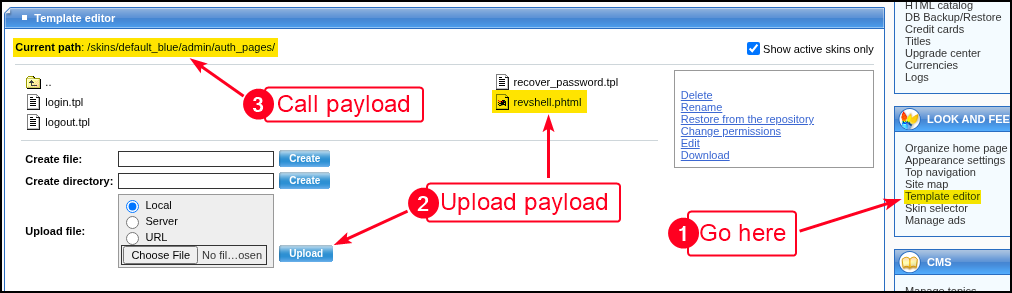 Template editor
Current path: /skins/default_blue/admin/auth_pages/
Show active skins only
..
login.tpl
logout.tpl
recover_password.tpl
revshell.phtml
Delete
Rename
Restore from the repository
Change permissions
Edit
Download
3 Call payload
Create file:
Create
Create directory:
Create
Upload file:
Local
Server
URL
Choose File
No fil…osen
Upload
2 Upload payload
1 Go here
HTML catalog
DB Backup/Restore
Credit cards
Titles
Upgrade center
Currencies
Logs
LOOK AND FEE
Organize home page
Appearance settings
Top navigation
Site map
Template editor
Skin selector
Manage ads
CMS
Manage topics